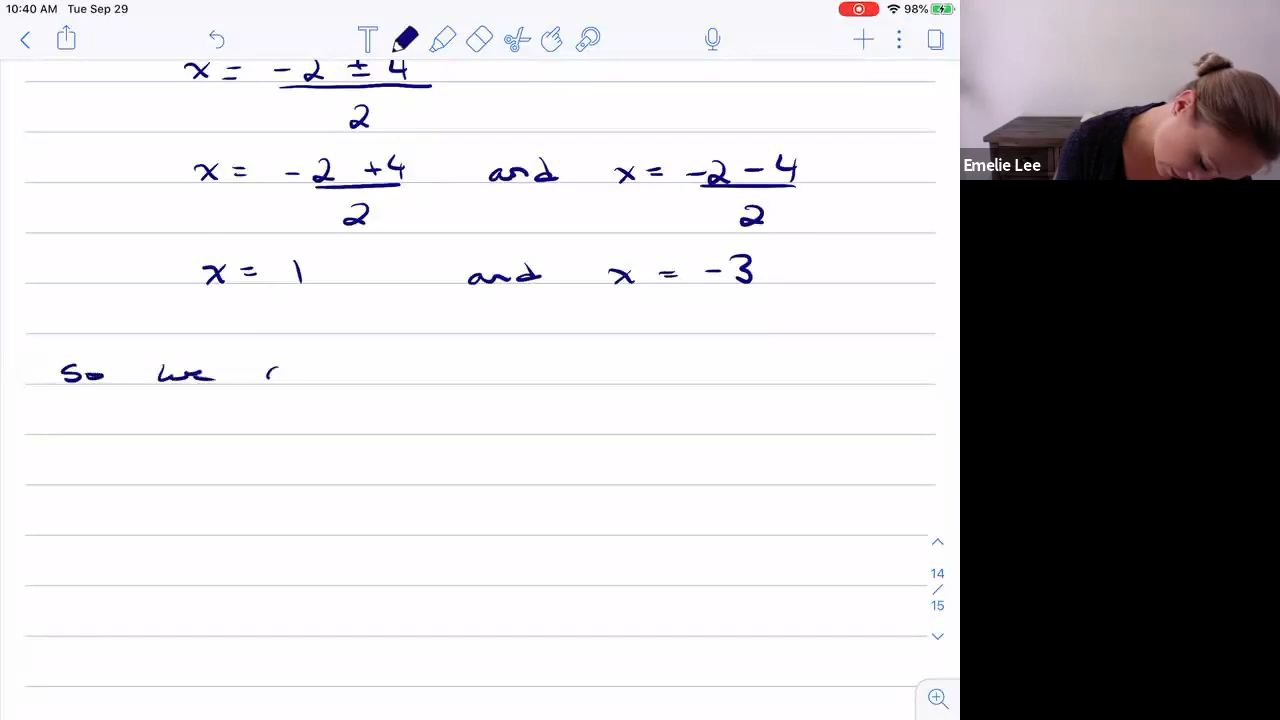 10:40 AM Tue Sep 29
98%
x = -2 ± 4
2
x = -2 + 4 and x = -2 - 4
2 2
x = 1 and x = -3
So we
14
/
15
Emelie Lee